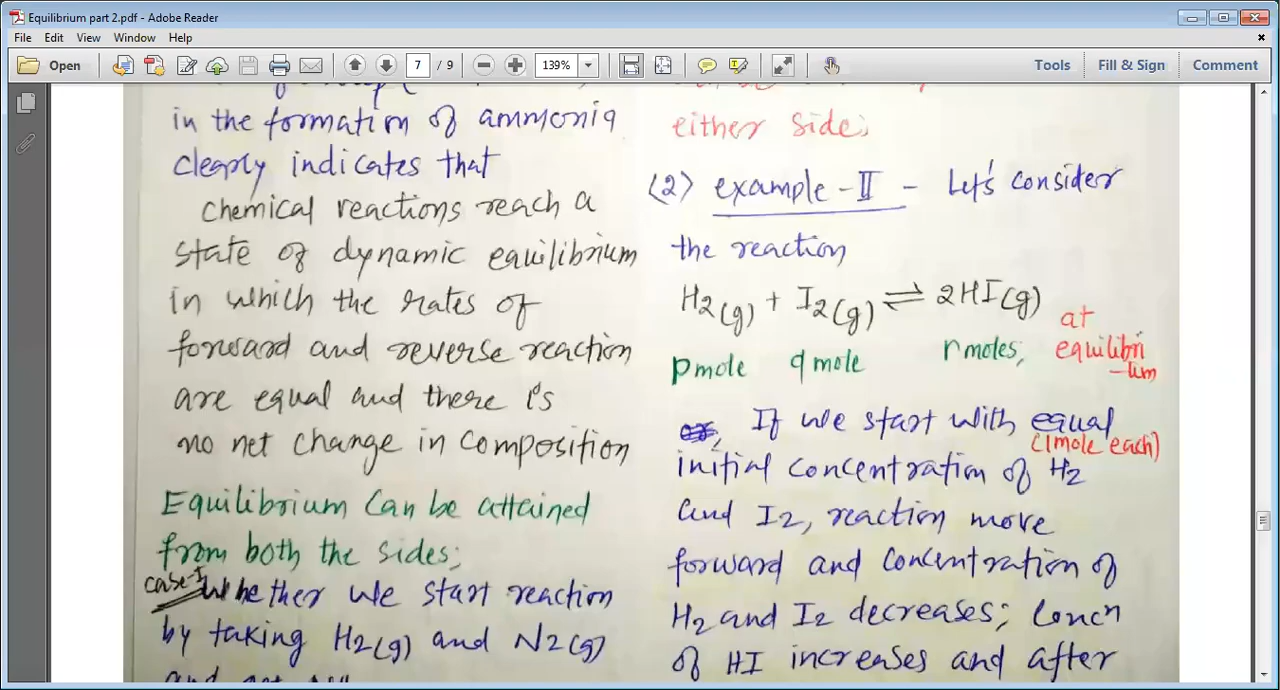 Equilibrium part 2.pdf - Adobe Reader
File Edit View Window Help
Open 7 / 9 139% Tools Fill & Sign Comment
in the formation of ammonia
clearly indicates that
chemical reactions reach a
state of dynamic equilibrium
in which the rates of
forward and reverse reaction
are equal and there is
no net change in composition
Equilibrium can be attained
from both the sides;
case-I Whether we start reaction
by taking H2(g) and N2(g)
either side;
(2) example-II - Let's consider
the reaction
H2(g) + I2(g) ⇌ 2HI(g)
p mole q mole r moles; at equilibri-um
If we start with equal
(1mole each)
initial concentration of H2
and I2, reaction move
forward and concentration of
H2 and I2 decreases; Concn
of HI increases and after